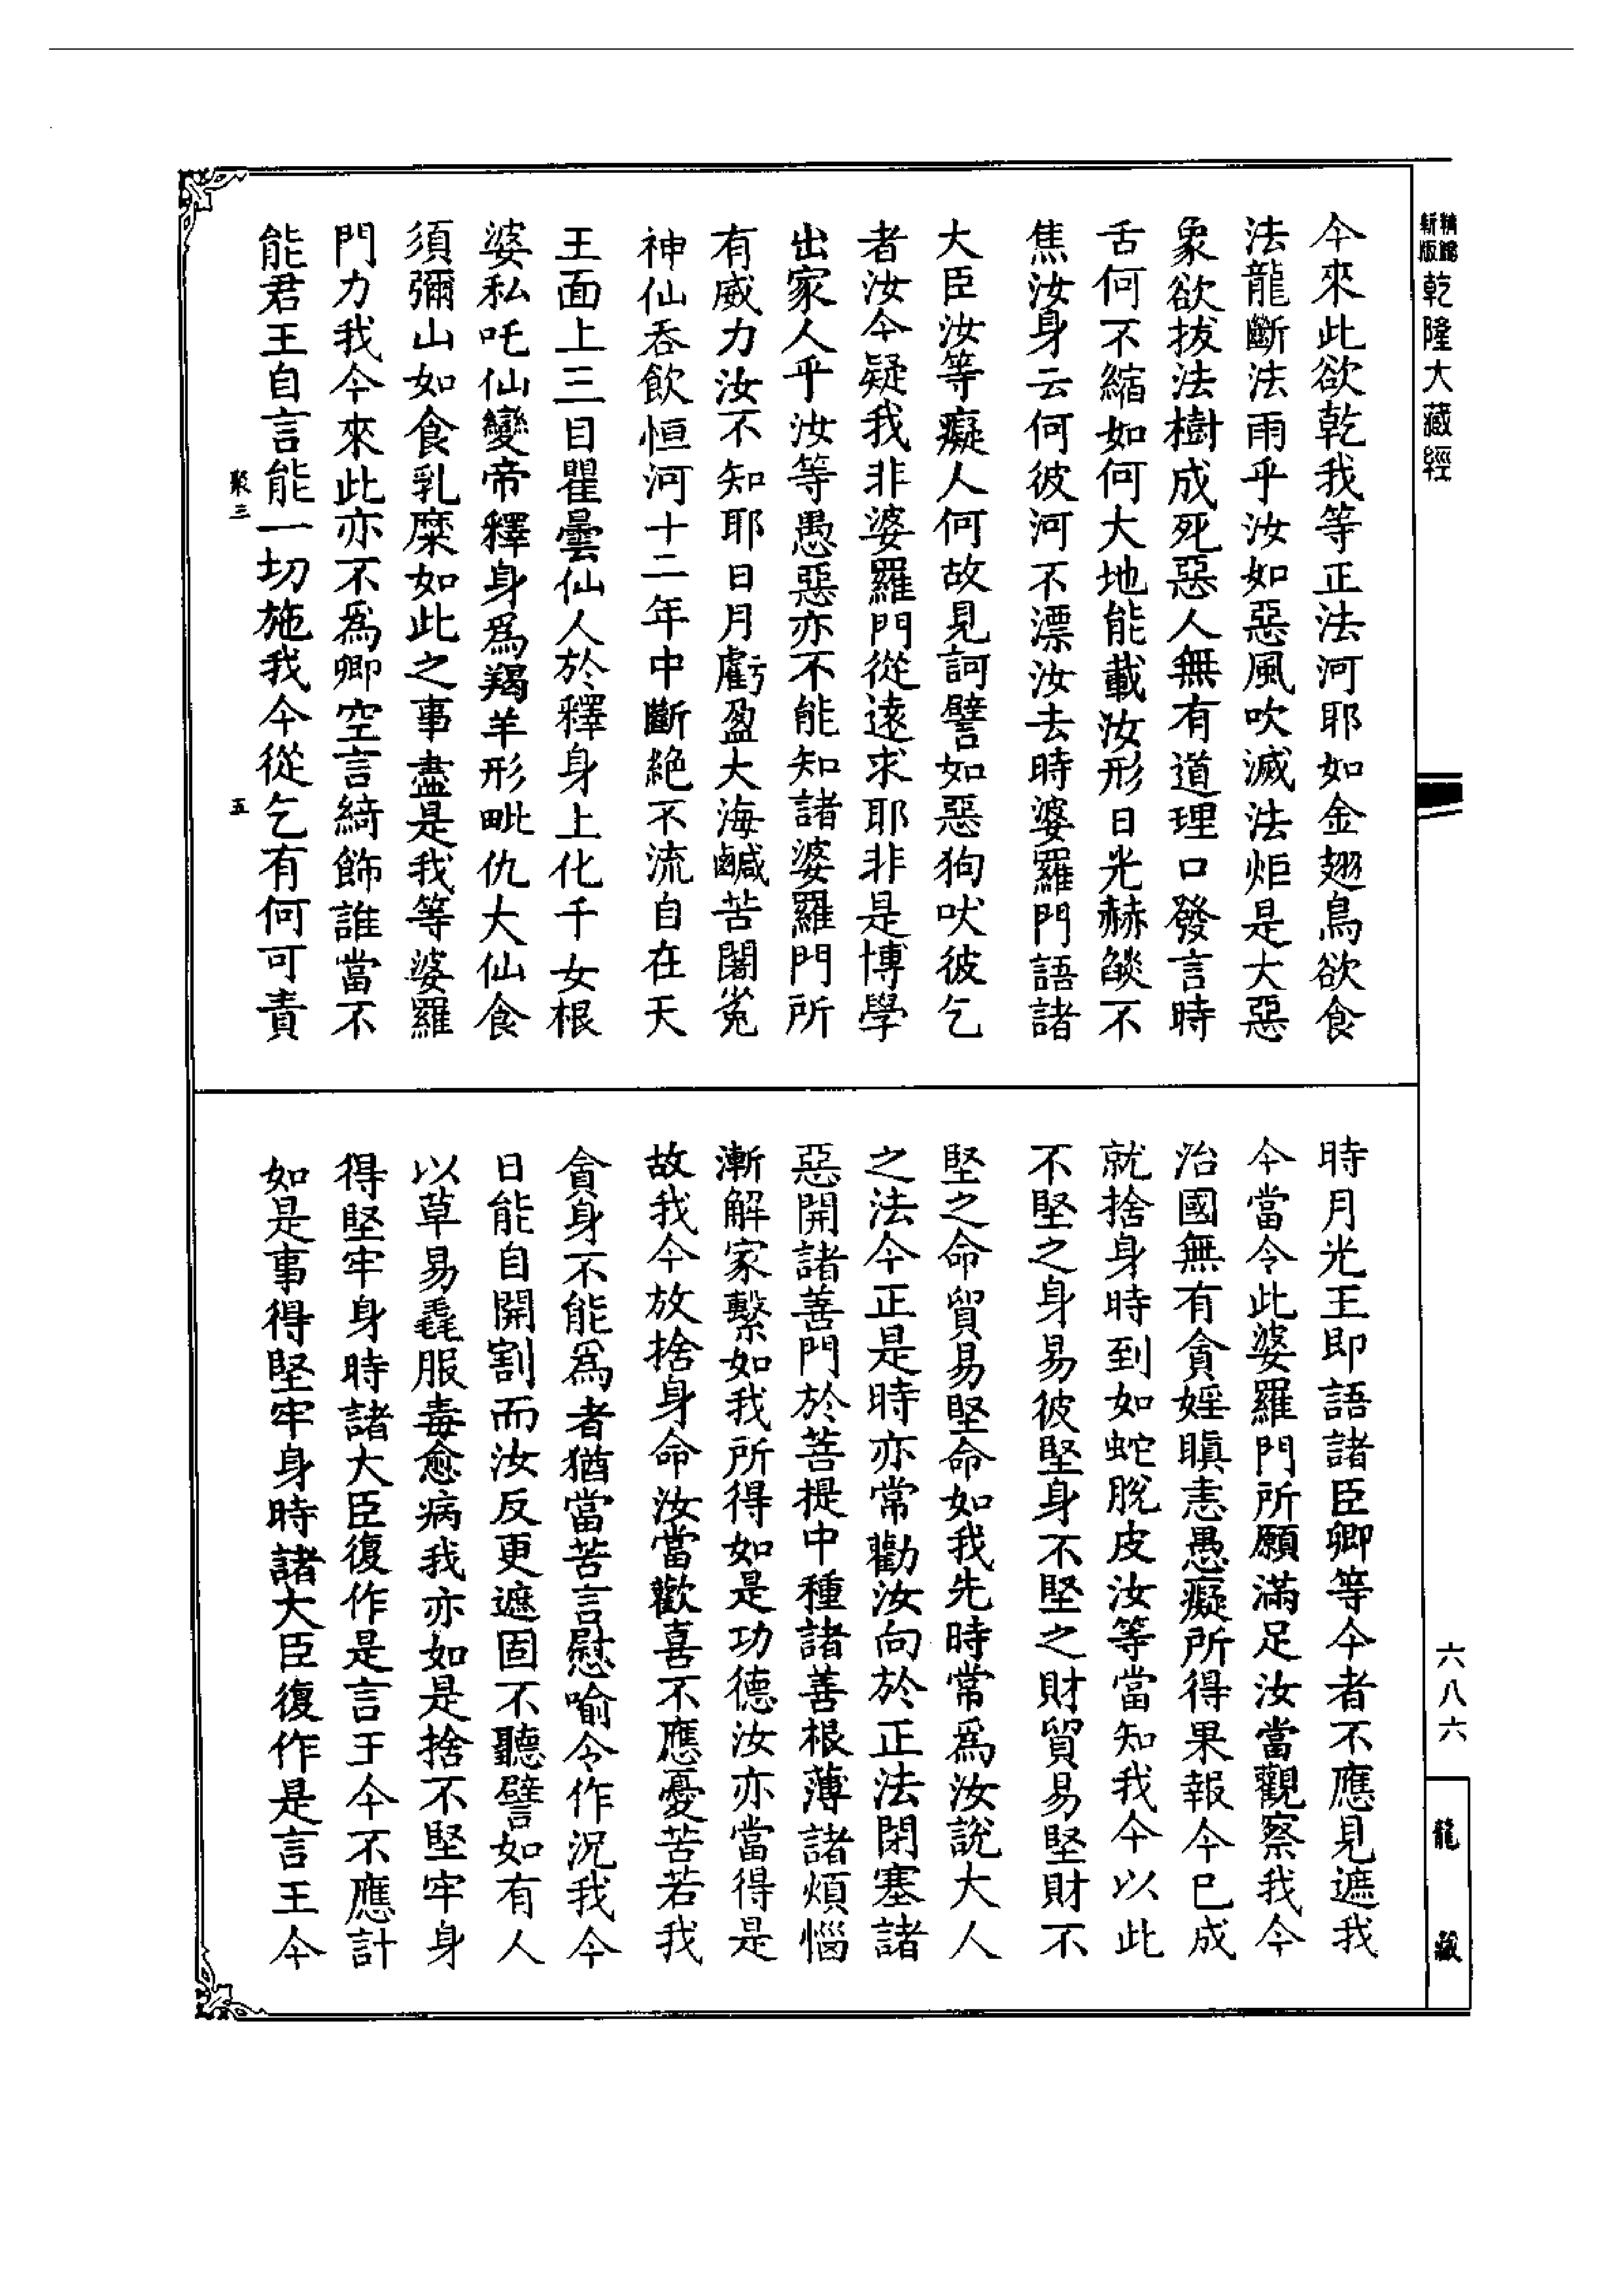 新版精縮乾隆大藏經
今來此欲乾我等正法河耶如金翅鳥欲食
法龍斷法雨乎汝如惡風吹滅法炬是大惡
象欲拔法樹成死惡人無有道理口發言時
舌何不縮如何大地能載汝形日光赫燄不
焦汝身云何彼河不漂汝去時婆羅門語諸
大臣汝等癡人何故見訶譬如惡狗吠彼乞
者汝今疑我非婆羅門從遠求耶非是博學
出家人乎汝等愚惡亦不能知諸婆羅門所
有威力汝不知耶日月虧盈大海鹹苦闍㝹
神仙吞飲恒河十二年中斷絕不流自在天
王面上三目瞿曇仙人於釋身上化千女根
婆私吒仙變帝釋身爲羯羊形毗仇大仙食
須彌山如食乳糜如此之事盡是我等婆羅
門力我今來此亦不爲卿空言綺飾誰當不
能君王自言能一切施我今從乞有何可責
聚三
五
時月光王即語諸臣卿等今者不應見遮我
今當令此婆羅門所願滿足汝當觀察我今
治國無有貪婬瞋恚愚癡所得果報今已成
就捨身時到如蛇脫皮汝等當知我今以此
不堅之身易彼堅身不堅之財貿易堅財不
堅之命貿易堅命如我先時常爲汝說大人
之法今正是時亦常勸汝向於正法閉塞諸
惡開諸善門於菩提中種諸善根薄諸煩惱
漸解家繫如我所得如是功德汝亦當得是
故我今放捨身命汝當歡喜不應憂苦若我
貪身不能爲者猶當苦言慰喻令作況我今
日能自開割而汝反更遮固不聽譬如有人
以草易毳服毒愈病我亦如是捨不堅牢身
得堅牢身時諸大臣復作是言王今不應計
如是事得堅牢身時諸大臣復作是言王今
六八六
龍藏